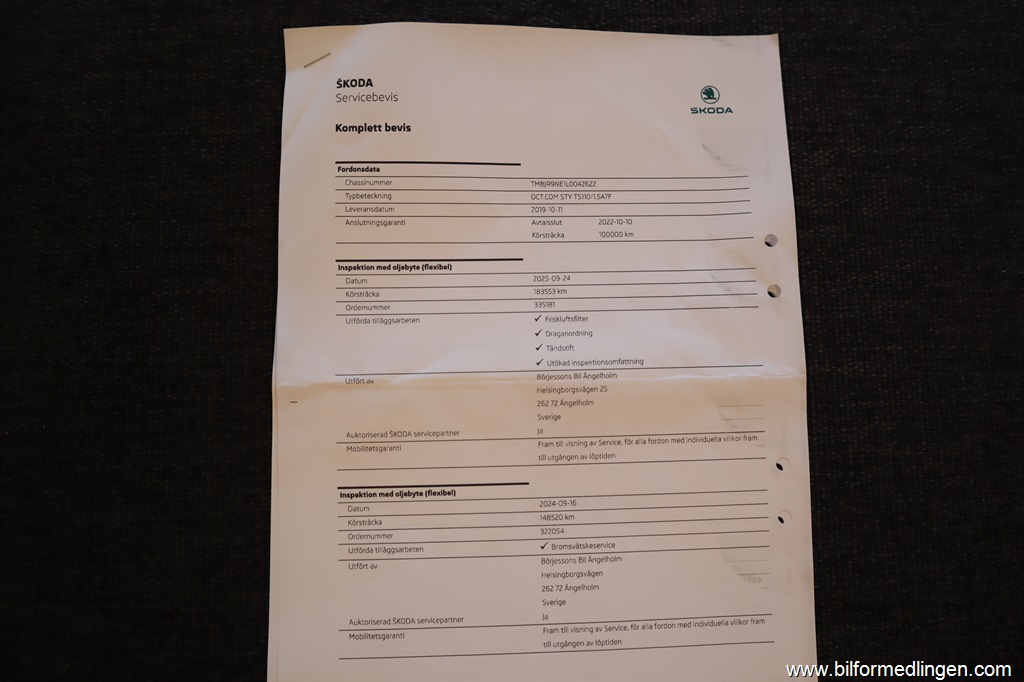 ŠKODA
Servicebevis
ŠKODA
Komplett bevis
Fordonsdata
Chassinummer TMBJR9NE1L0042622
Typbeteckning OCT.COM STY TS110/1.5A7F
Leveransdatum 2019-10-11
Anslutningsgaranti Avtalsslut 2022-10-10
Körsträcka 100000 km
Inspektion med oljebyte (flexibel)
Datum 2025-09-24
Körsträcka 183553 km
Ordernummer 335181
Utförda tilläggsarbeten ✓ Friskluftsfilter
✓ Draganordning
✓ Tändstift
✓ Utökad inspektionsomfattning
Utfört av Börjessons Bil Ängelholm
Helsingborgsvägen 25
262 72 Ängelholm
Sverige
Auktoriserad ŠKODA servicepartner Ja
Mobilitetsgaranti Fram till visning av Service, för alla fordon med individuella villkor fram
till utgången av löptiden
Inspektion med oljebyte (flexibel)
Datum 2024-09-16
Körsträcka 148520 km
Ordernummer 322054
Utförda tilläggsarbeten ✓ Bromsvätskeservice
Utfört av Börjessons Bil Ängelholm
Helsingborgsvägen
262 72 Ängelholm
Sverige
Auktoriserad ŠKODA servicepartner Ja
Mobilitetsgaranti Fram till visning av Service, för alla fordon med individuella villkor fram
till utgången av löptiden
www.bilformedlingen.com